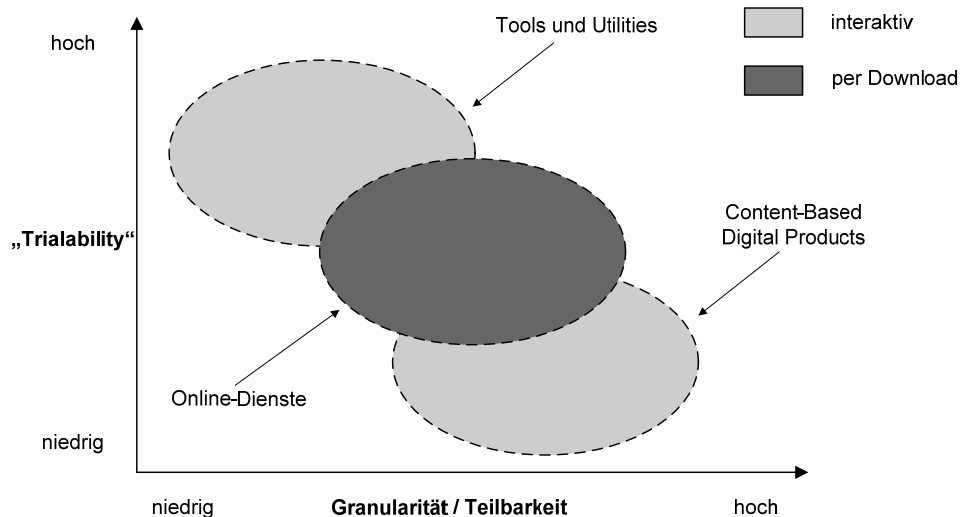 hoch
Tools und Utilities
interaktiv
per Download
„Trialability“
Content-Based
Digital Products
Online-Dienste
niedrig
niedrig
Granularität / Teilbarkeit
hoch